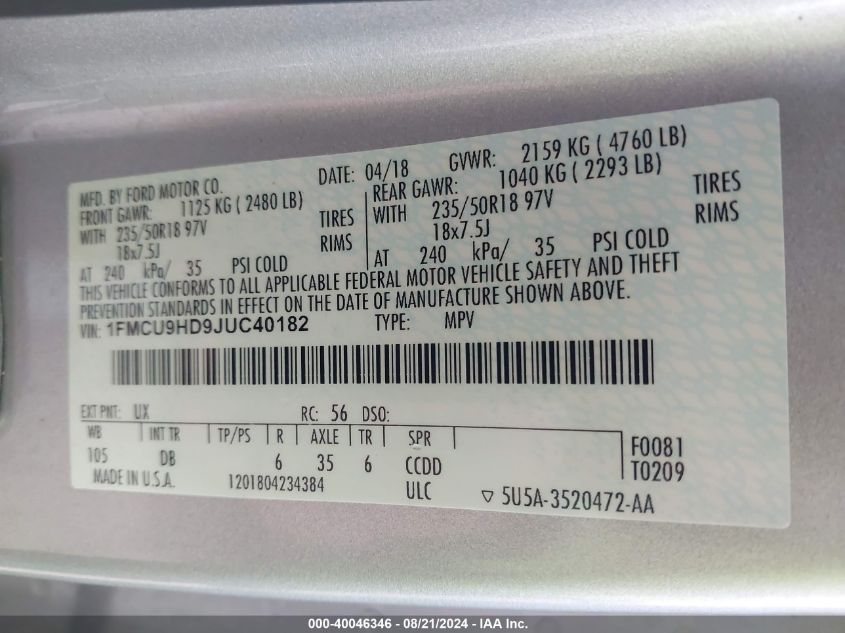 MFD. BY FORD MOTOR CO.
DATE: 04/18 GVWR: 2159 KG ( 4760 LB)
FRONT GAWR: 1125 KG ( 2480 LB)
WITH 235/50R18 97V TIRES
18x7.5J RIMS
AT 240 kPa/ 35 PSI COLD
REAR GAWR: 1040 KG ( 2293 LB)
WITH 235/50R18 97V TIRES
18x7.5J RIMS
AT 240 kPa/ 35 PSI COLD
THIS VEHICLE CONFORMS TO ALL APPLICABLE FEDERAL MOTOR VEHICLE SAFETY AND THEFT
PREVENTION STANDARDS IN EFFECT ON THE DATE OF MANUFACTURE SHOWN ABOVE.
VIN: 1FMCU9HD9JUC40182 TYPE: MPV
EXT PNT: UX RC: 56 DSO:
WB INT TR TP/PS R AXLE TR SPR
105 DB 6 35 6 CCDD
F0081
T0209
MADE IN U.S.A. 1201804234384 ULC ▽ 5U5A-3520472-AA
000-40046346 - 08/21/2024 - IAA Inc.